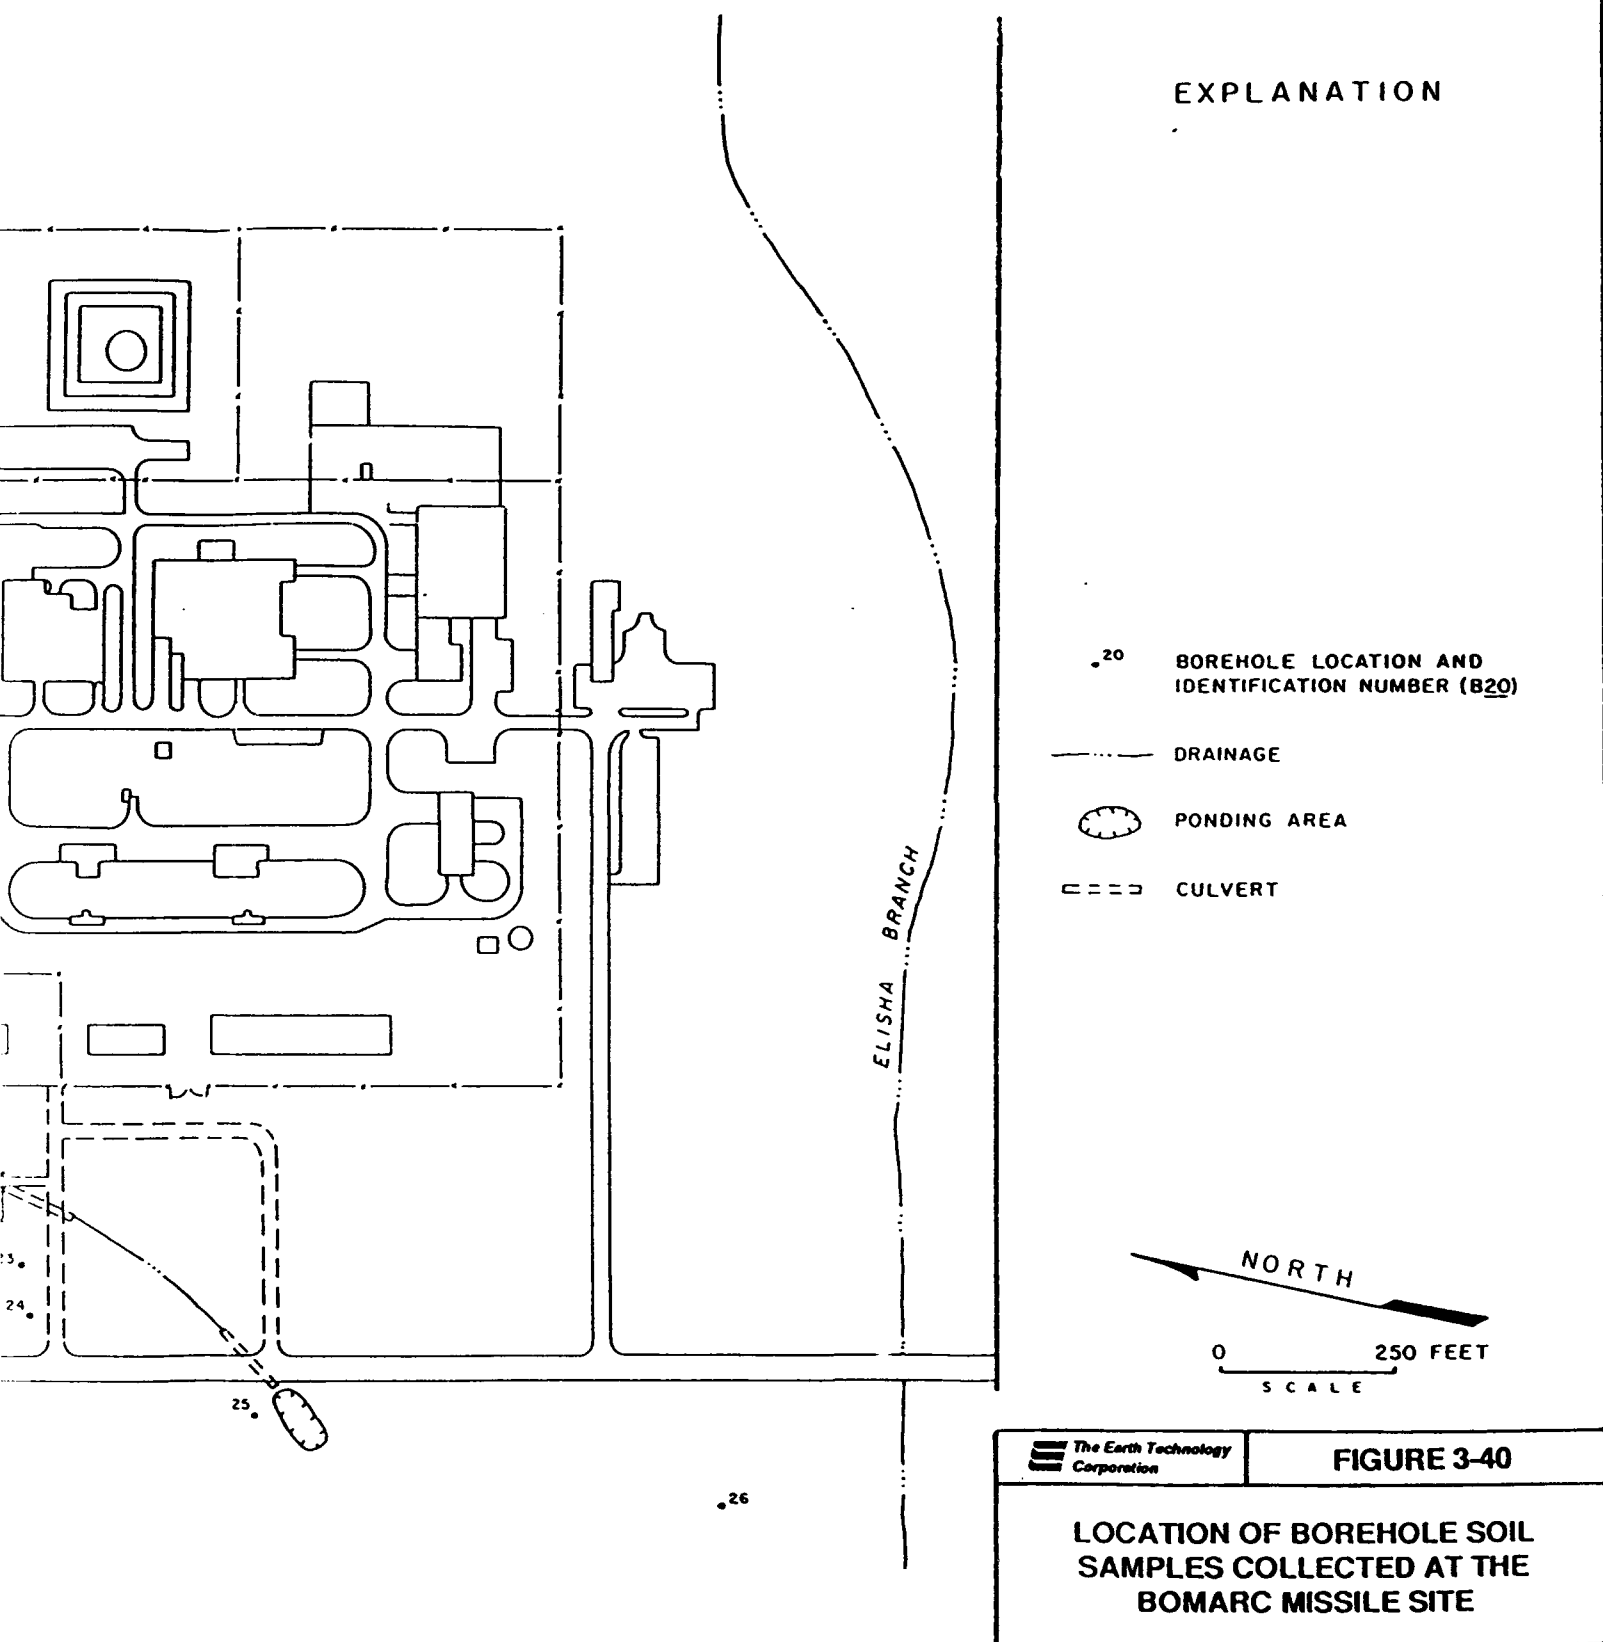 EXPLANATION
.20
BOREHOLE LOCATION AND
IDENTIFICATION NUMBER (B20)
DRAINAGE
PONDING AREA
CULVERT
ELISHA BRANCH
24
25
26
NORTH
0 250 FEET
SCALE
The Earth Technology
Corporation
FIGURE 3-40
LOCATION OF BOREHOLE SOIL
SAMPLES COLLECTED AT THE
BOMARC MISSILE SITE